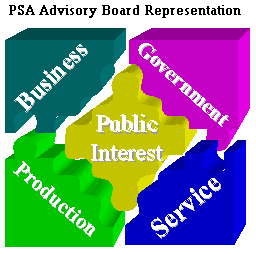 PSA Advisory Board Representation
Business
Government
Public
Interest
Production
Service